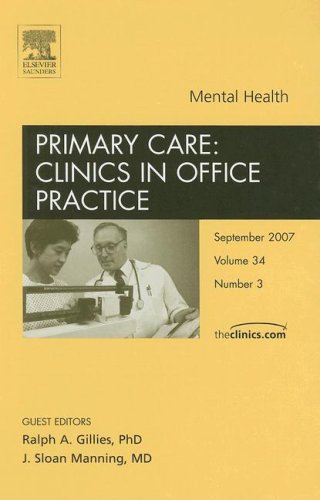 ELSEVIER
SAUNDERS
Mental Health
PRIMARY CARE:
CLINICS IN OFFICE
PRACTICE
September 2007
Volume 34
Number 3
theclinics.com
GUEST EDITORS
Ralph A. Gillies, PhD
J. Sloan Manning, MD